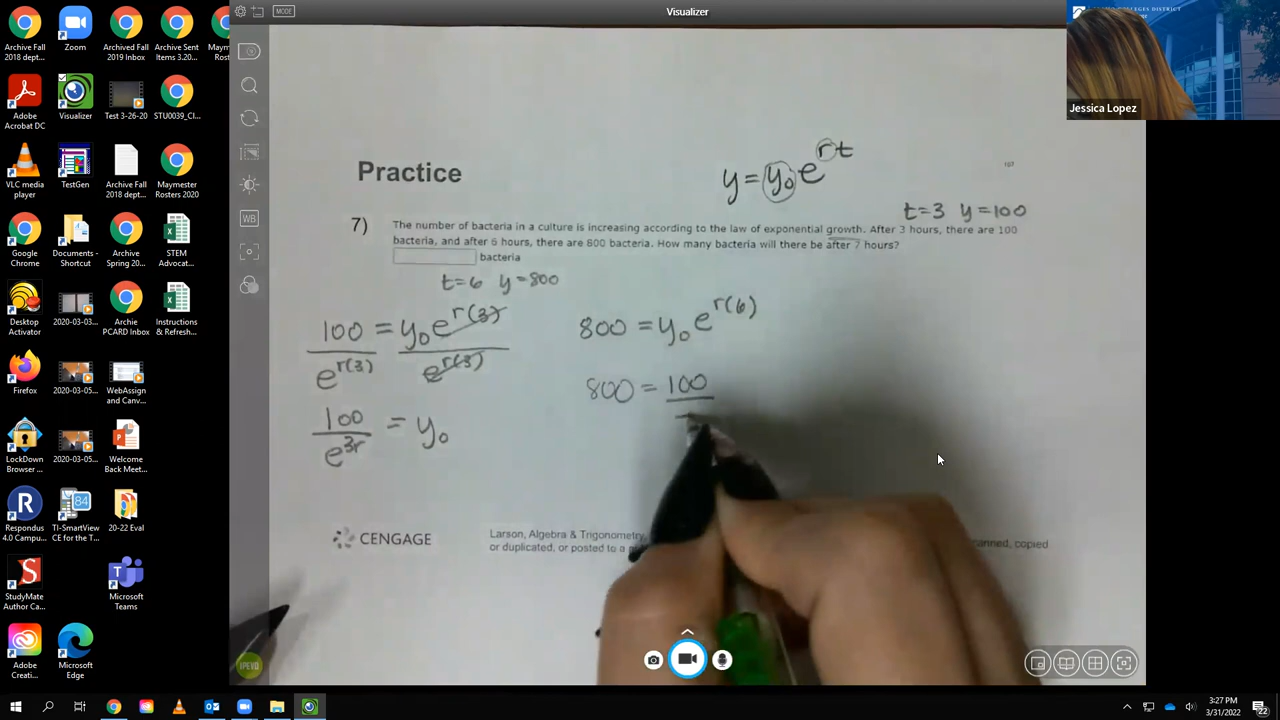 Visualizer
MODE
Jessica Lopez
Archive Fall 2018 dept...
Zoom
Archived Fall 2019 Inbox
Archive Sent Items 3.20...
Maymester Rost...
Adobe Acrobat DC
Visualizer
Test 3-26-20
STU0039_Cl...
VLC media player
TestGen
Archive Fall 2018 dept...
Maymester Rosters 2020
Google Chrome
Documents - Shortcut
Archive Spring 20...
STEM Advocat...
Desktop Activator
2020-03-03...
Archie PCARD Inbox
Instructions & Refresh...
Firefox
2020-03-05...
WebAssign and Canv...
LockDown Browser ...
2020-03-05...
Welcome Back Meet...
Respondus 4.0 Campu...
TI-SmartView CE for the T...
20-22 Eval
StudyMate Author Ca...
Microsoft Teams
Adobe Creati...
Microsoft Edge
WB
IPEVO
Practice
y = y₀e^{rt}
t=3 y=100
7) The number of bacteria in a culture is increasing according to the law of exponential growth. After 3 hours, there are 100
bacteria, and after 6 hours, there are 800 bacteria. How many bacteria will there be after 7 hours?
bacteria
t=6 y=800
100/e^{r(3)} = y₀e^{r(3)}/e^{r(3)}
800 = y₀e^{r(6)}
800 = 100
100/e^{3r} = y₀
CENGAGE
Larson, Algebra & Trigonometry,
or duplicated, or posted to a
copied
3:27 PM
3/31/2022
22